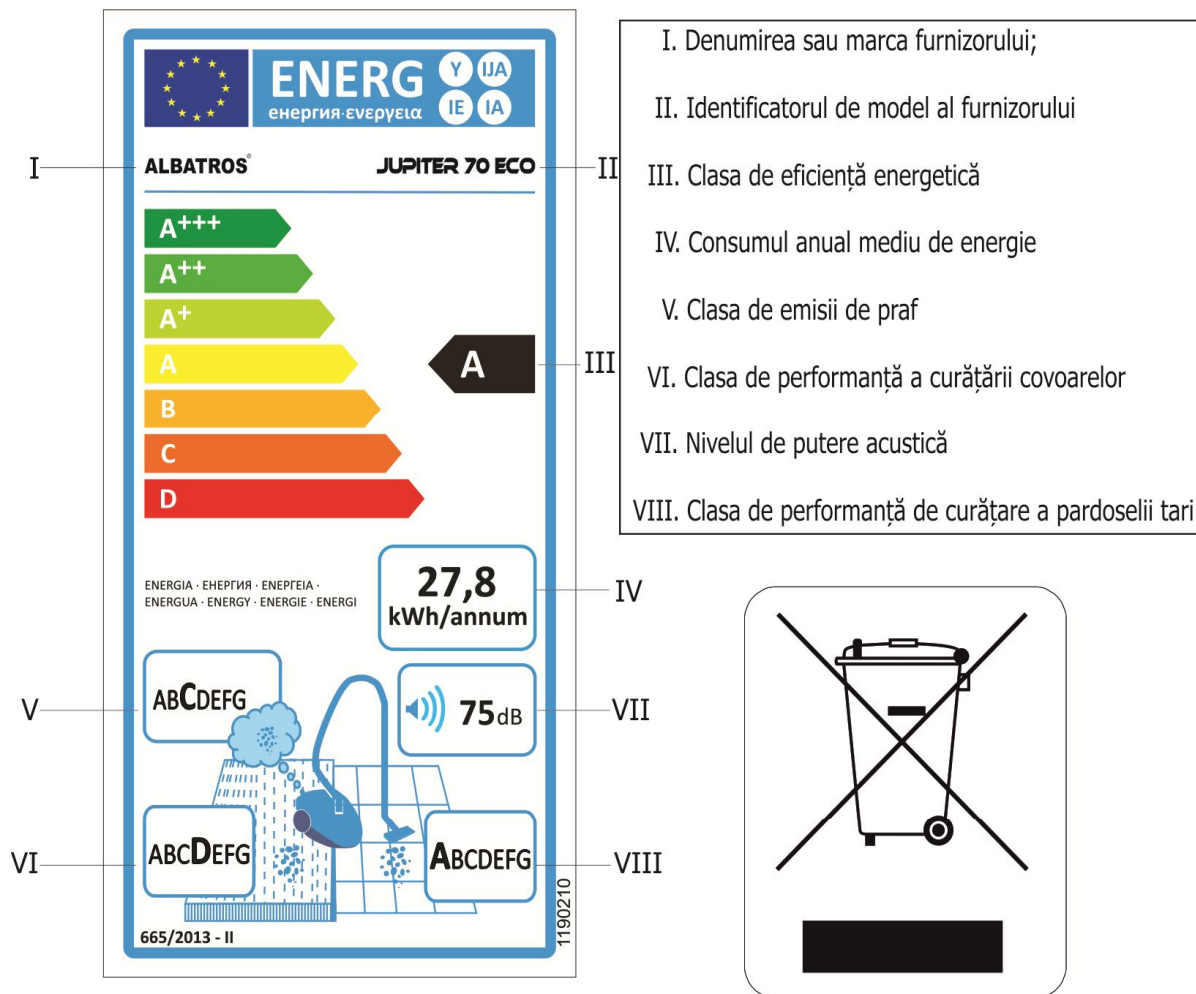 ENERG Y IJA
енергия·ενεργεια IE IA
I ALBATROS® JUPITER 70 ECO II
A+++
A++
A+
A
B
C
D
A III
ENERGIA · ЕНЕРГИЯ · ΕΝΕΡΓΕΙΑ ·
ENERGIJA · ENERGY · ENERGIE · ENERGI
27,8
kWh/annum
IV
V ABCDEFG
75dB VII
VI ABCDEFG
ABCDEFG VIII
665/2013 - II
1190210
I. Denumirea sau marca furnizorului;
II. Identificatorul de model al furnizorului
III. Clasa de eficiență energetică
IV. Consumul anual mediu de energie
V. Clasa de emisii de praf
VI. Clasa de performanță a curățării covoarelor
VII. Nivelul de putere acustică
VIII. Clasa de performanță de curățare a pardoselii tari